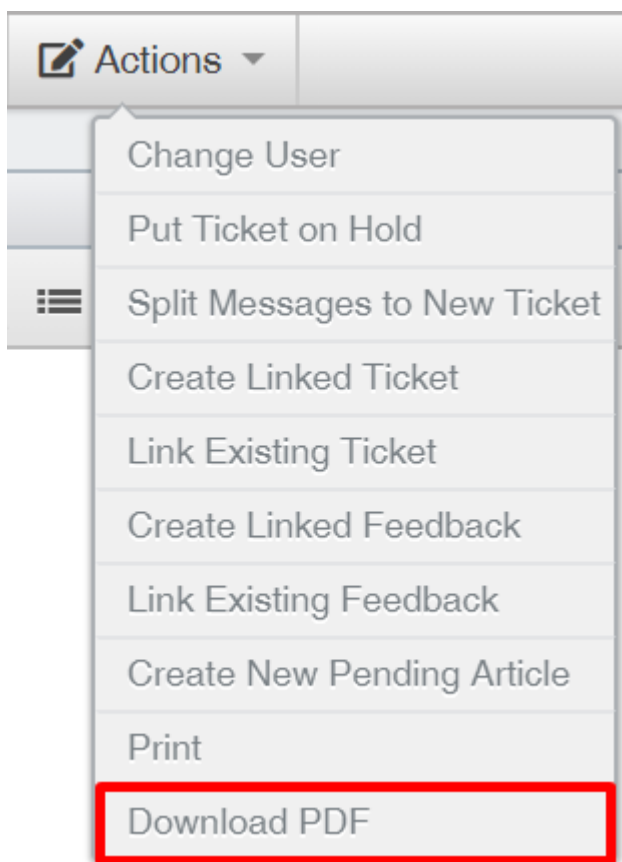 Actions
Change User
Put Ticket on Hold
Split Messages to New Ticket
Create Linked Ticket
Link Existing Ticket
Create Linked Feedback
Link Existing Feedback
Create New Pending Article
Print
Download PDF